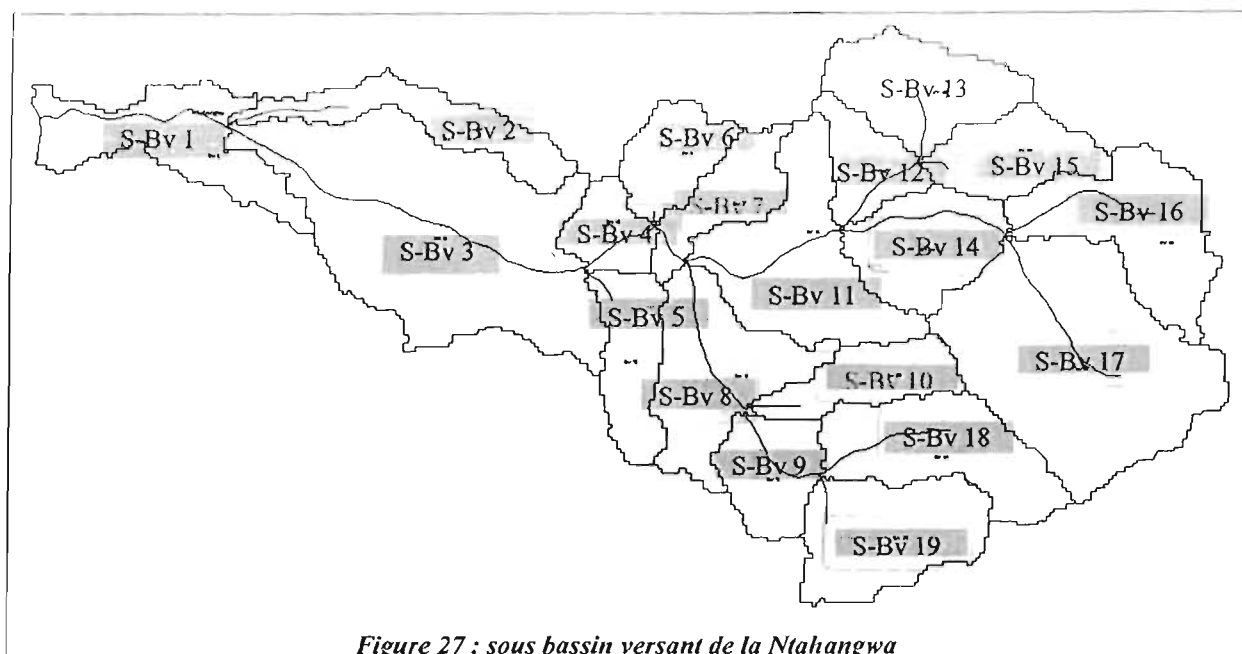 S-Bv 13
S-Bv 1
S-Bv 2
S-Bv 6
S-Bv 12
S-Bv 15
S-Bv 7
S-Bv 16
S-Bv 4
S-Bv 3
S-Bv 14
S-Bv 11
S-Bv 5
S-Bv 17
S-Bv 10
S-Bv 8
S-Bv 18
S-Bv 9
S-Bv 19
Figure 27 : sous bassin versant de la Ntahangwa